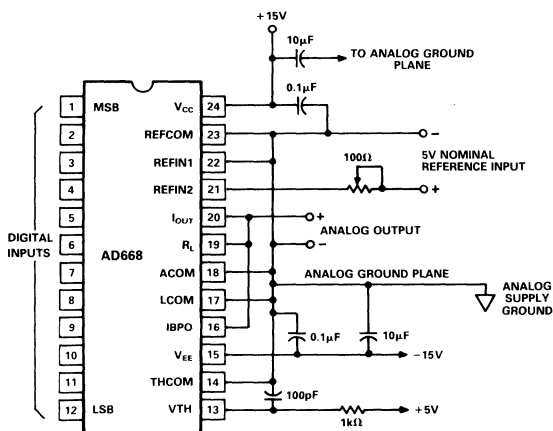 +15V
10µF
TO ANALOG GROUND
PLANE
0.1µF
1 MSB VCC 24
2 REFCOM 23 −
3 REFIN1 22
100Ω
5V NOMINAL
REFERENCE INPUT
4 REFIN2 21 +
5 IOUT 20 +
ANALOG OUTPUT
DIGITAL
INPUTS
6 AD668 RL 19 −
7 ACOM 18
ANALOG GROUND PLANE
8 LCOM 17
ANALOG
SUPPLY
GROUND
9 IBPO 16
0.1µF
10µF
10 VEE 15 −15V
11 THCOM 14
100pF
12 LSB VTH 13 +5V
1kΩ